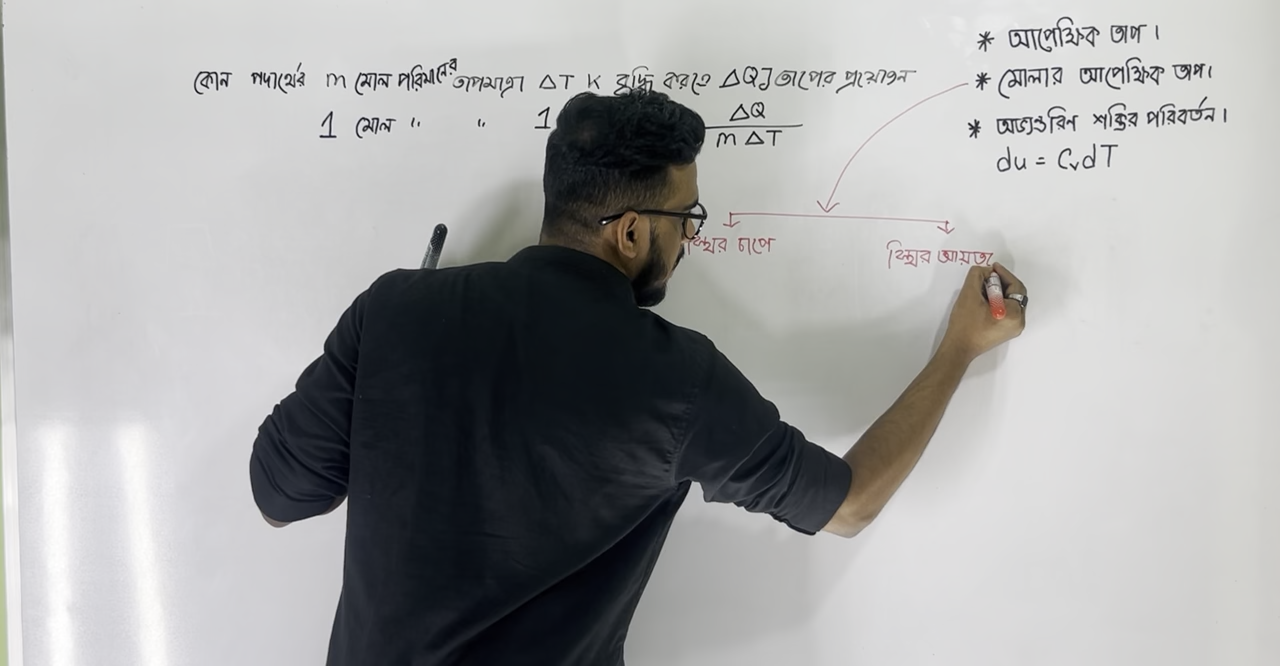 কোন পদার্থের m মোল পরিমানের তাপমাত্রা ΔT K বৃদ্ধি করতে ΔQ J তাপের প্রয়োজন
1 মোল " " 1 ΔQ / mΔT
* আপেক্ষিক তাপ।
* মোলার আপেক্ষিক তাপ।
* অভ্যন্তরিণ শক্তির পরিবর্তন।
du = CvdT
স্থির চাপে
স্থির আয়তনে